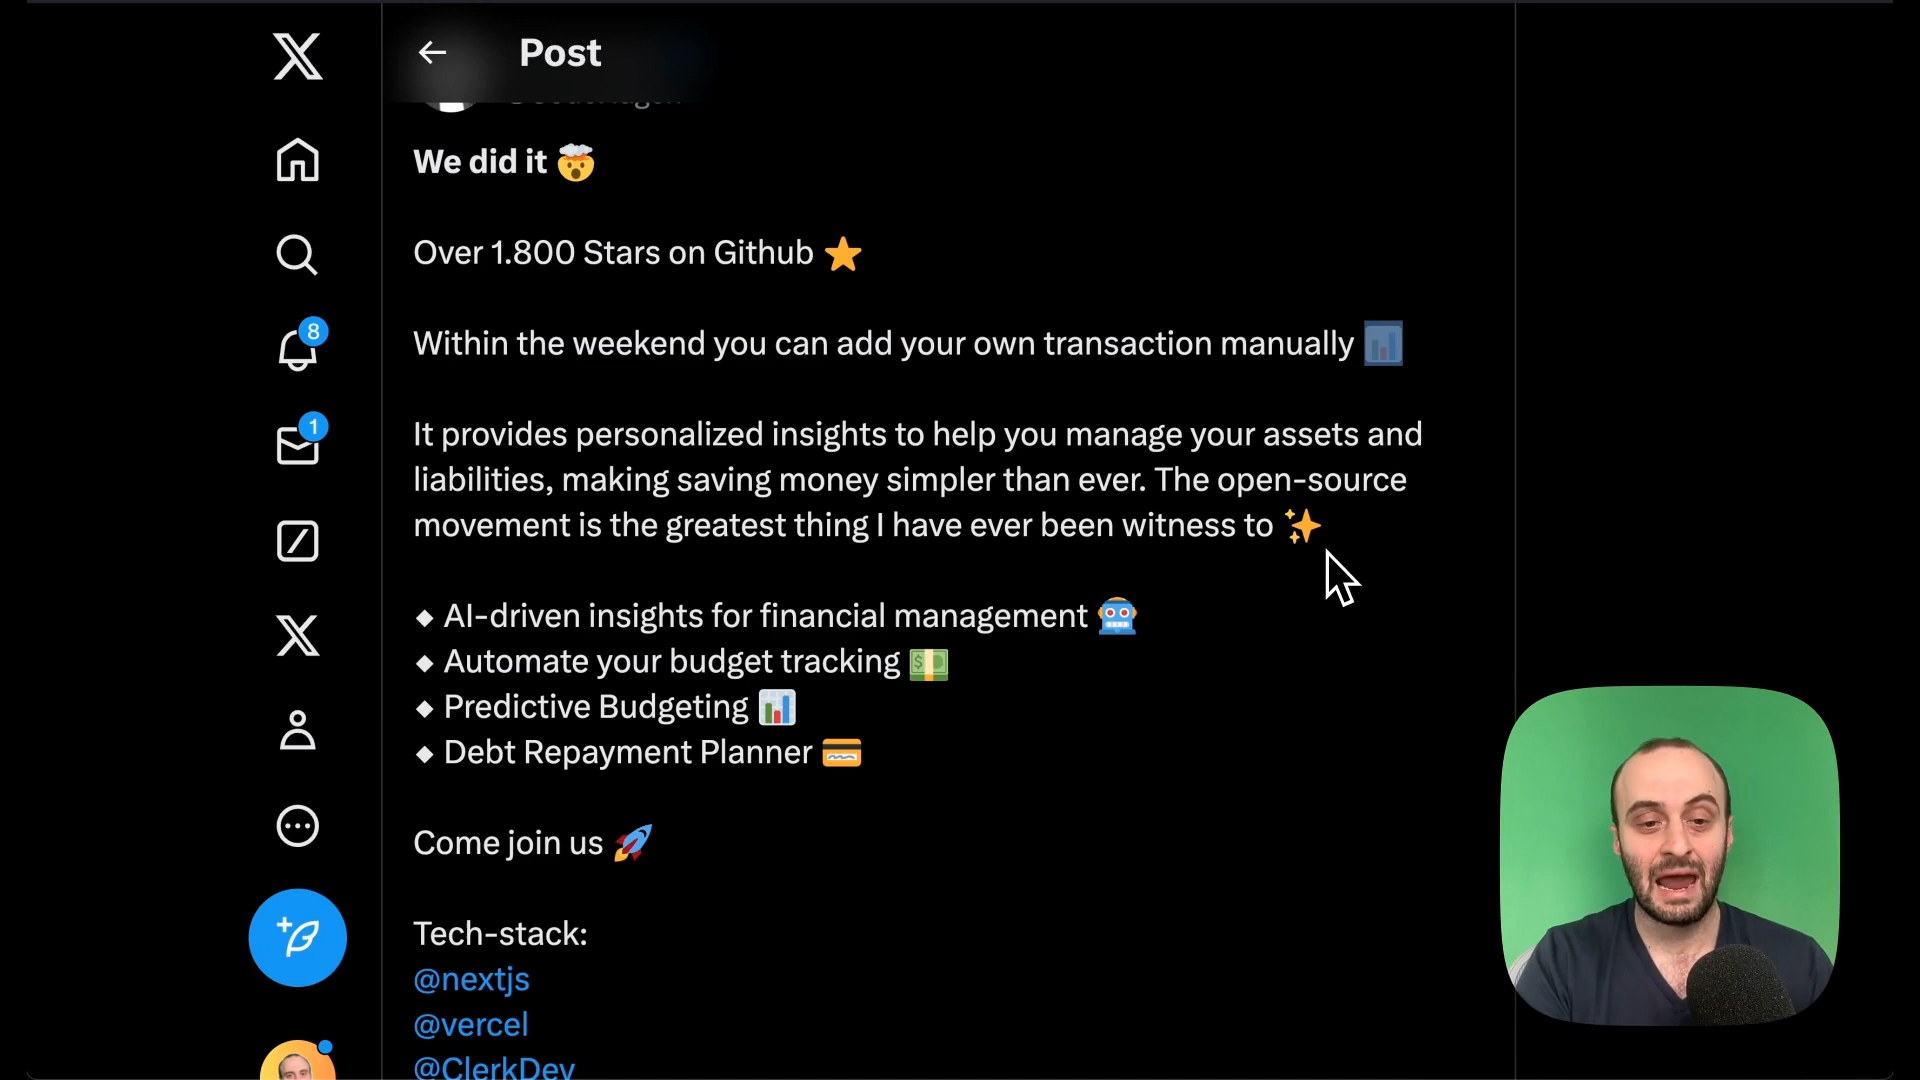 Post
We did it 🤯
Over 1.800 Stars on Github ⭐
Within the weekend you can add your own transaction manually 📊
It provides personalized insights to help you manage your assets and
liabilities, making saving money simpler than ever. The open-source
movement is the greatest thing I have ever been witness to ✨
◆ AI-driven insights for financial management 🤖
◆ Automate your budget tracking 💵
◆ Predictive Budgeting 📊
◆ Debt Repayment Planner 💳
Come join us 🚀
Tech-stack:
@nextjs
@vercel
@ClerkDev
8
1